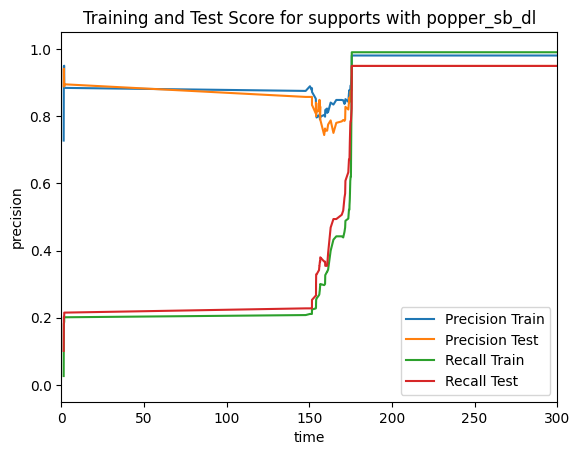 Training and Test Score for supports with popper_sb_dl
precision
1.0
0.8
0.6
0.4
0.2
0.0
0
50
100
150
200
250
300
time
Precision Train
Precision Test
Recall Train
Recall Test